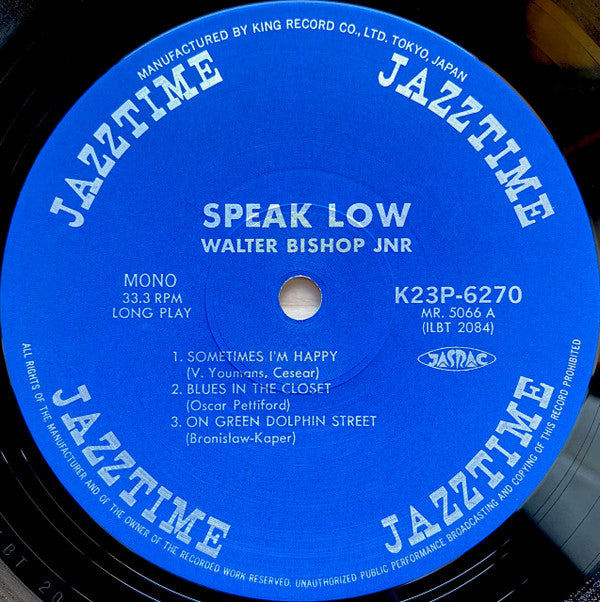 MANUFACTURED BY KING RECORD CO., LTD. TOKYO, JAPAN
JAZZTIME
JAZZTIME
SPEAK LOW
WALTER BISHOP JNR
MONO
33.3 RPM
LONG PLAY
K23P-6270
MR. 5066 A
(ILBT 2084)
JASRAC
1. SOMETIMES I'M HAPPY
(V. Youmans, Cesear)
2. BLUES IN THE CLOSET
(Oscar Pettiford)
3. ON GREEN DOLPHIN STREET
(Bronislaw-Kaper)
JAZZTIME
JAZZTIME
ALL RIGHTS OF THE MANUFACTURER AND OF THE OWNER OF THE RECORDED WORK RESERVED. UNAUTHORIZED PUBLIC PERFORMANCE BROADCASTING AND COPYING OF THIS RECORD PROHIBITED